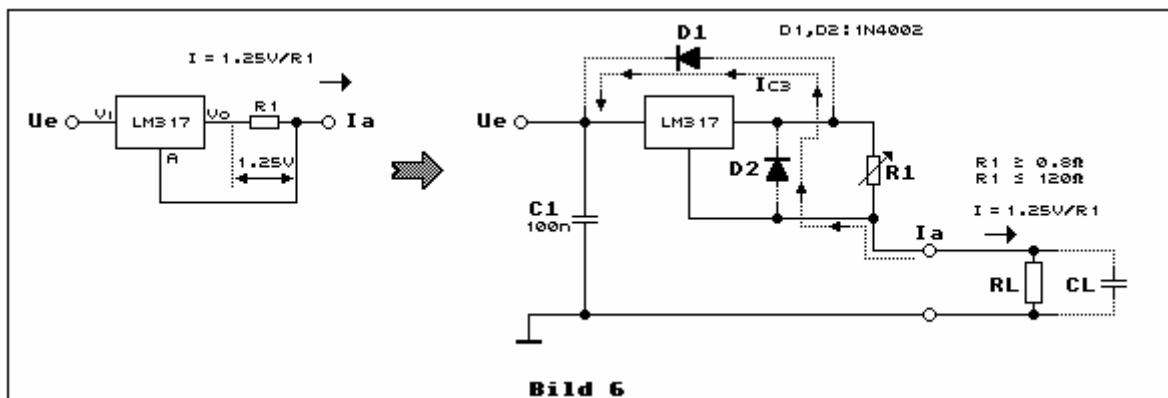 I = 1.25V/R1
Ue
Vi
LM317
Vo
R1
Ia
A
1.25V
D1
D1,D2:1N4002
IC3
Ue
LM317
D2
R1
R1 ≥ 0.8Ω
R1 ≤ 120Ω
I = 1.25V/R1
C1
100n
Ia
RL
CL
Bild 6